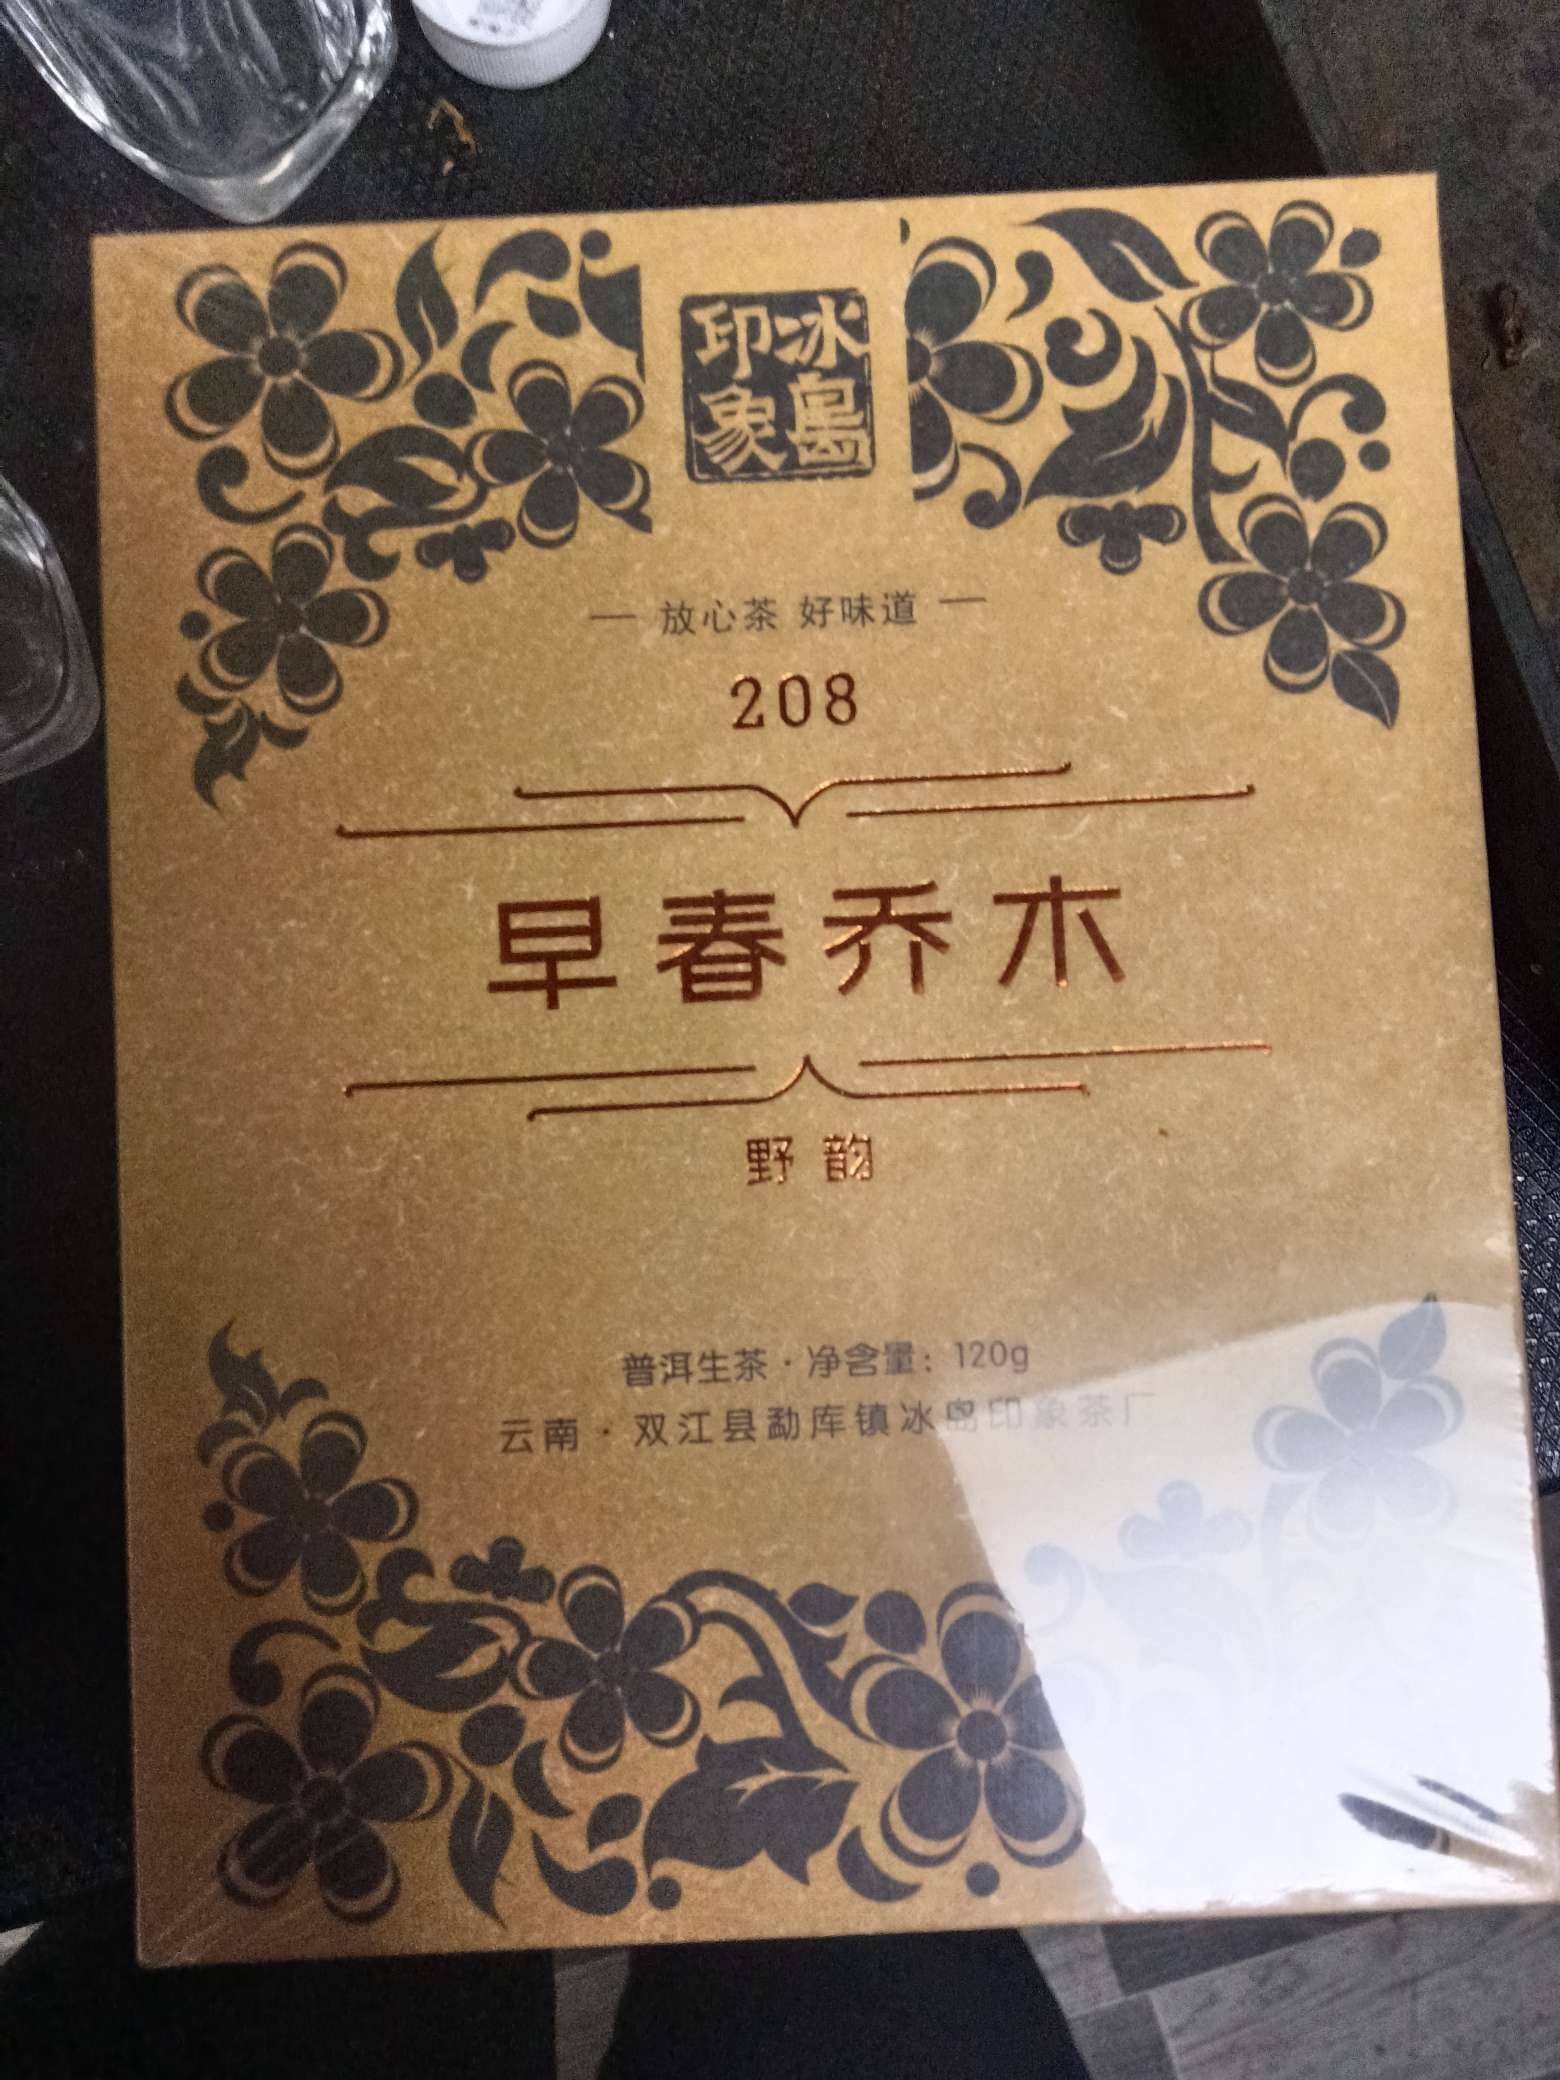 冰岛
印象
— 放心茶 好味道 —
208
早春乔木
野韵
普洱生茶·净含量：120g
云南·双江县勐库镇冰岛印象茶厂